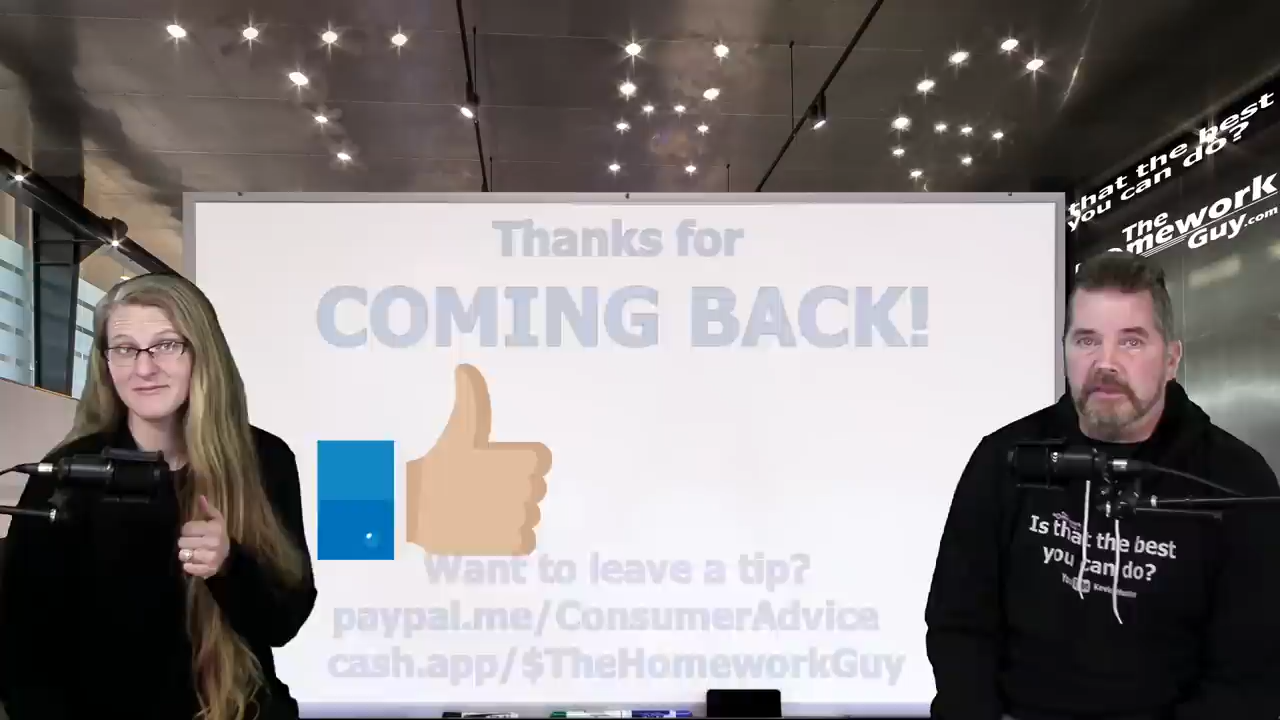 that the best
you can do?
The
Homework
Guy.com
Thanks for
COMING BACK!
Is that the best
you can do?
Want to leave a tip?
paypal.me/ConsumerAdvice
cash.app/$TheHomeworkGuy